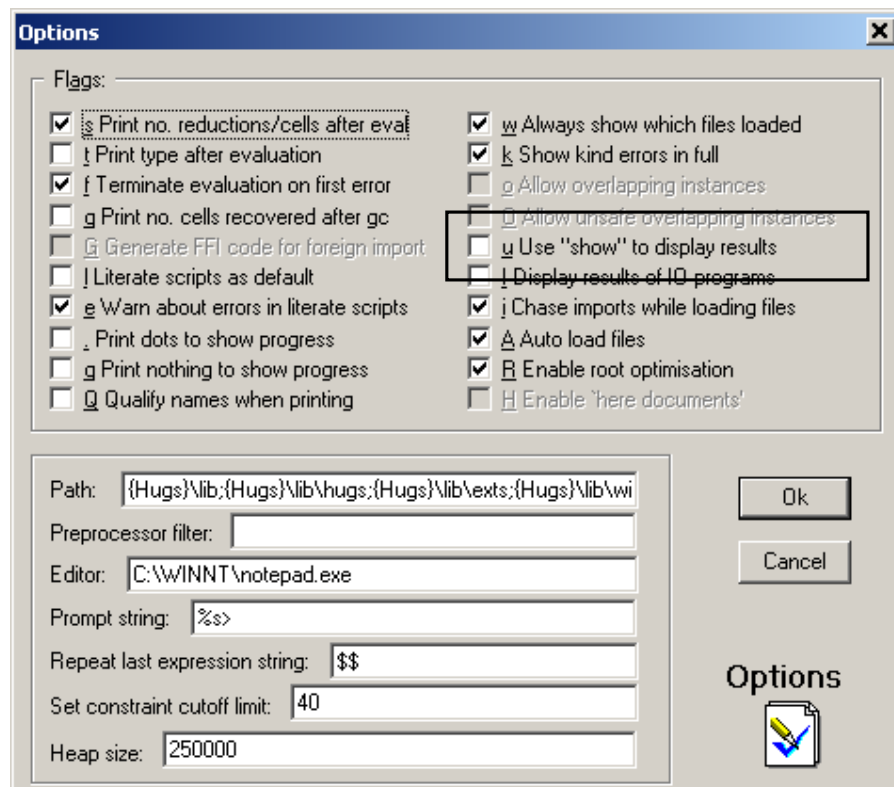 Options
Flags:
s Print no. reductions/cells after eval
t Print type after evaluation
f Terminate evaluation on first error
g Print no. cells recovered after gc
G Generate FFI code for foreign import
l Literate scripts as default
e Warn about errors in literate scripts
. Print dots to show progress
q Print nothing to show progress
Q Qualify names when printing
w Always show which files loaded
k Show kind errors in full
o Allow overlapping instances
O Allow unsafe overlapping instances
u Use "show" to display results
I Display results of IO programs
i Chase imports while loading files
A Auto load files
R Enable root optimisation
H Enable `here documents'
Path: {Hugs}\lib;{Hugs}\lib\hugs;{Hugs}\lib\exts;{Hugs}\lib\wi
Preprocessor filter:
Editor: C:\WINNT\notepad.exe
Prompt string: %s>
Repeat last expression string: $$
Set constraint cutoff limit: 40
Heap size: 250000
Ok
Cancel
Options